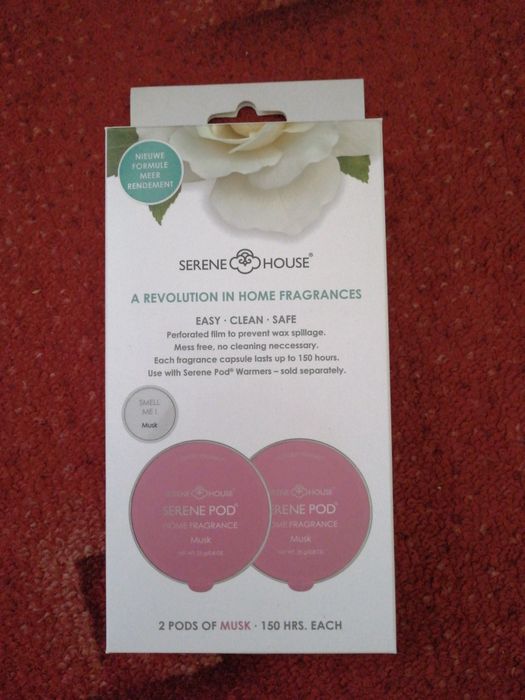 NIEUWE
FORMULE
MEER
RENDEMENT
SERENE HOUSE®
A REVOLUTION IN HOME FRAGRANCES
EASY · CLEAN · SAFE
Perforated film to prevent wax spillage.
Mess free, no cleaning neccessary.
Each fragrance capsule lasts up to 150 hours.
Use with Serene Pod® Warmers – sold separately.
SMELL
ME !
Musk
SERENE HOUSE®
SERENE POD®
HOME FRAGRANCE
Musk
SERENE HOUSE®
ERENE POD®
OME FRAGRANCE
Musk
2 PODS OF MUSK · 150 HRS. EACH